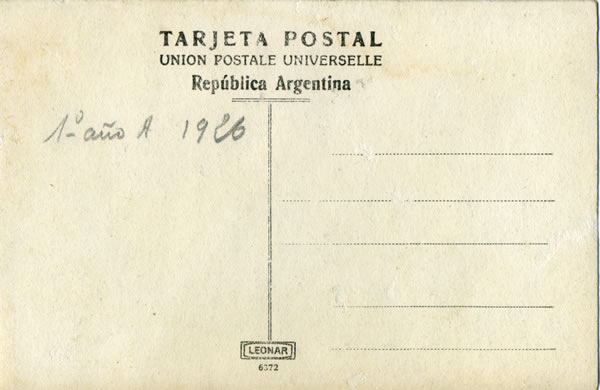 TARJETA POSTAL
UNION POSTALE UNIVERSELLE
República Argentina
1º año A 1926
LEONAR
6372